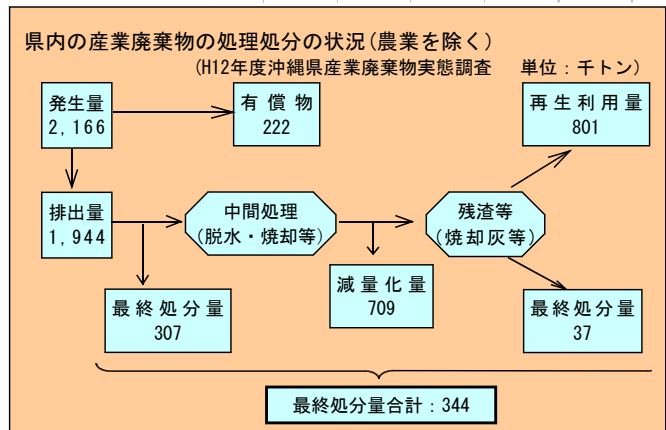 県内の産業廃棄物の処理処分の状況(農業を除く)
(H12年度沖縄県産業廃棄物実態調査 単位：千トン)
発生量
2,166
有償物
222
再生利用量
801
排出量
1,944
中間処理
(脱水・焼却等)
残渣等
(焼却灰等)
最終処分量
307
減量化量
709
最終処分量
37
最終処分量合計：344